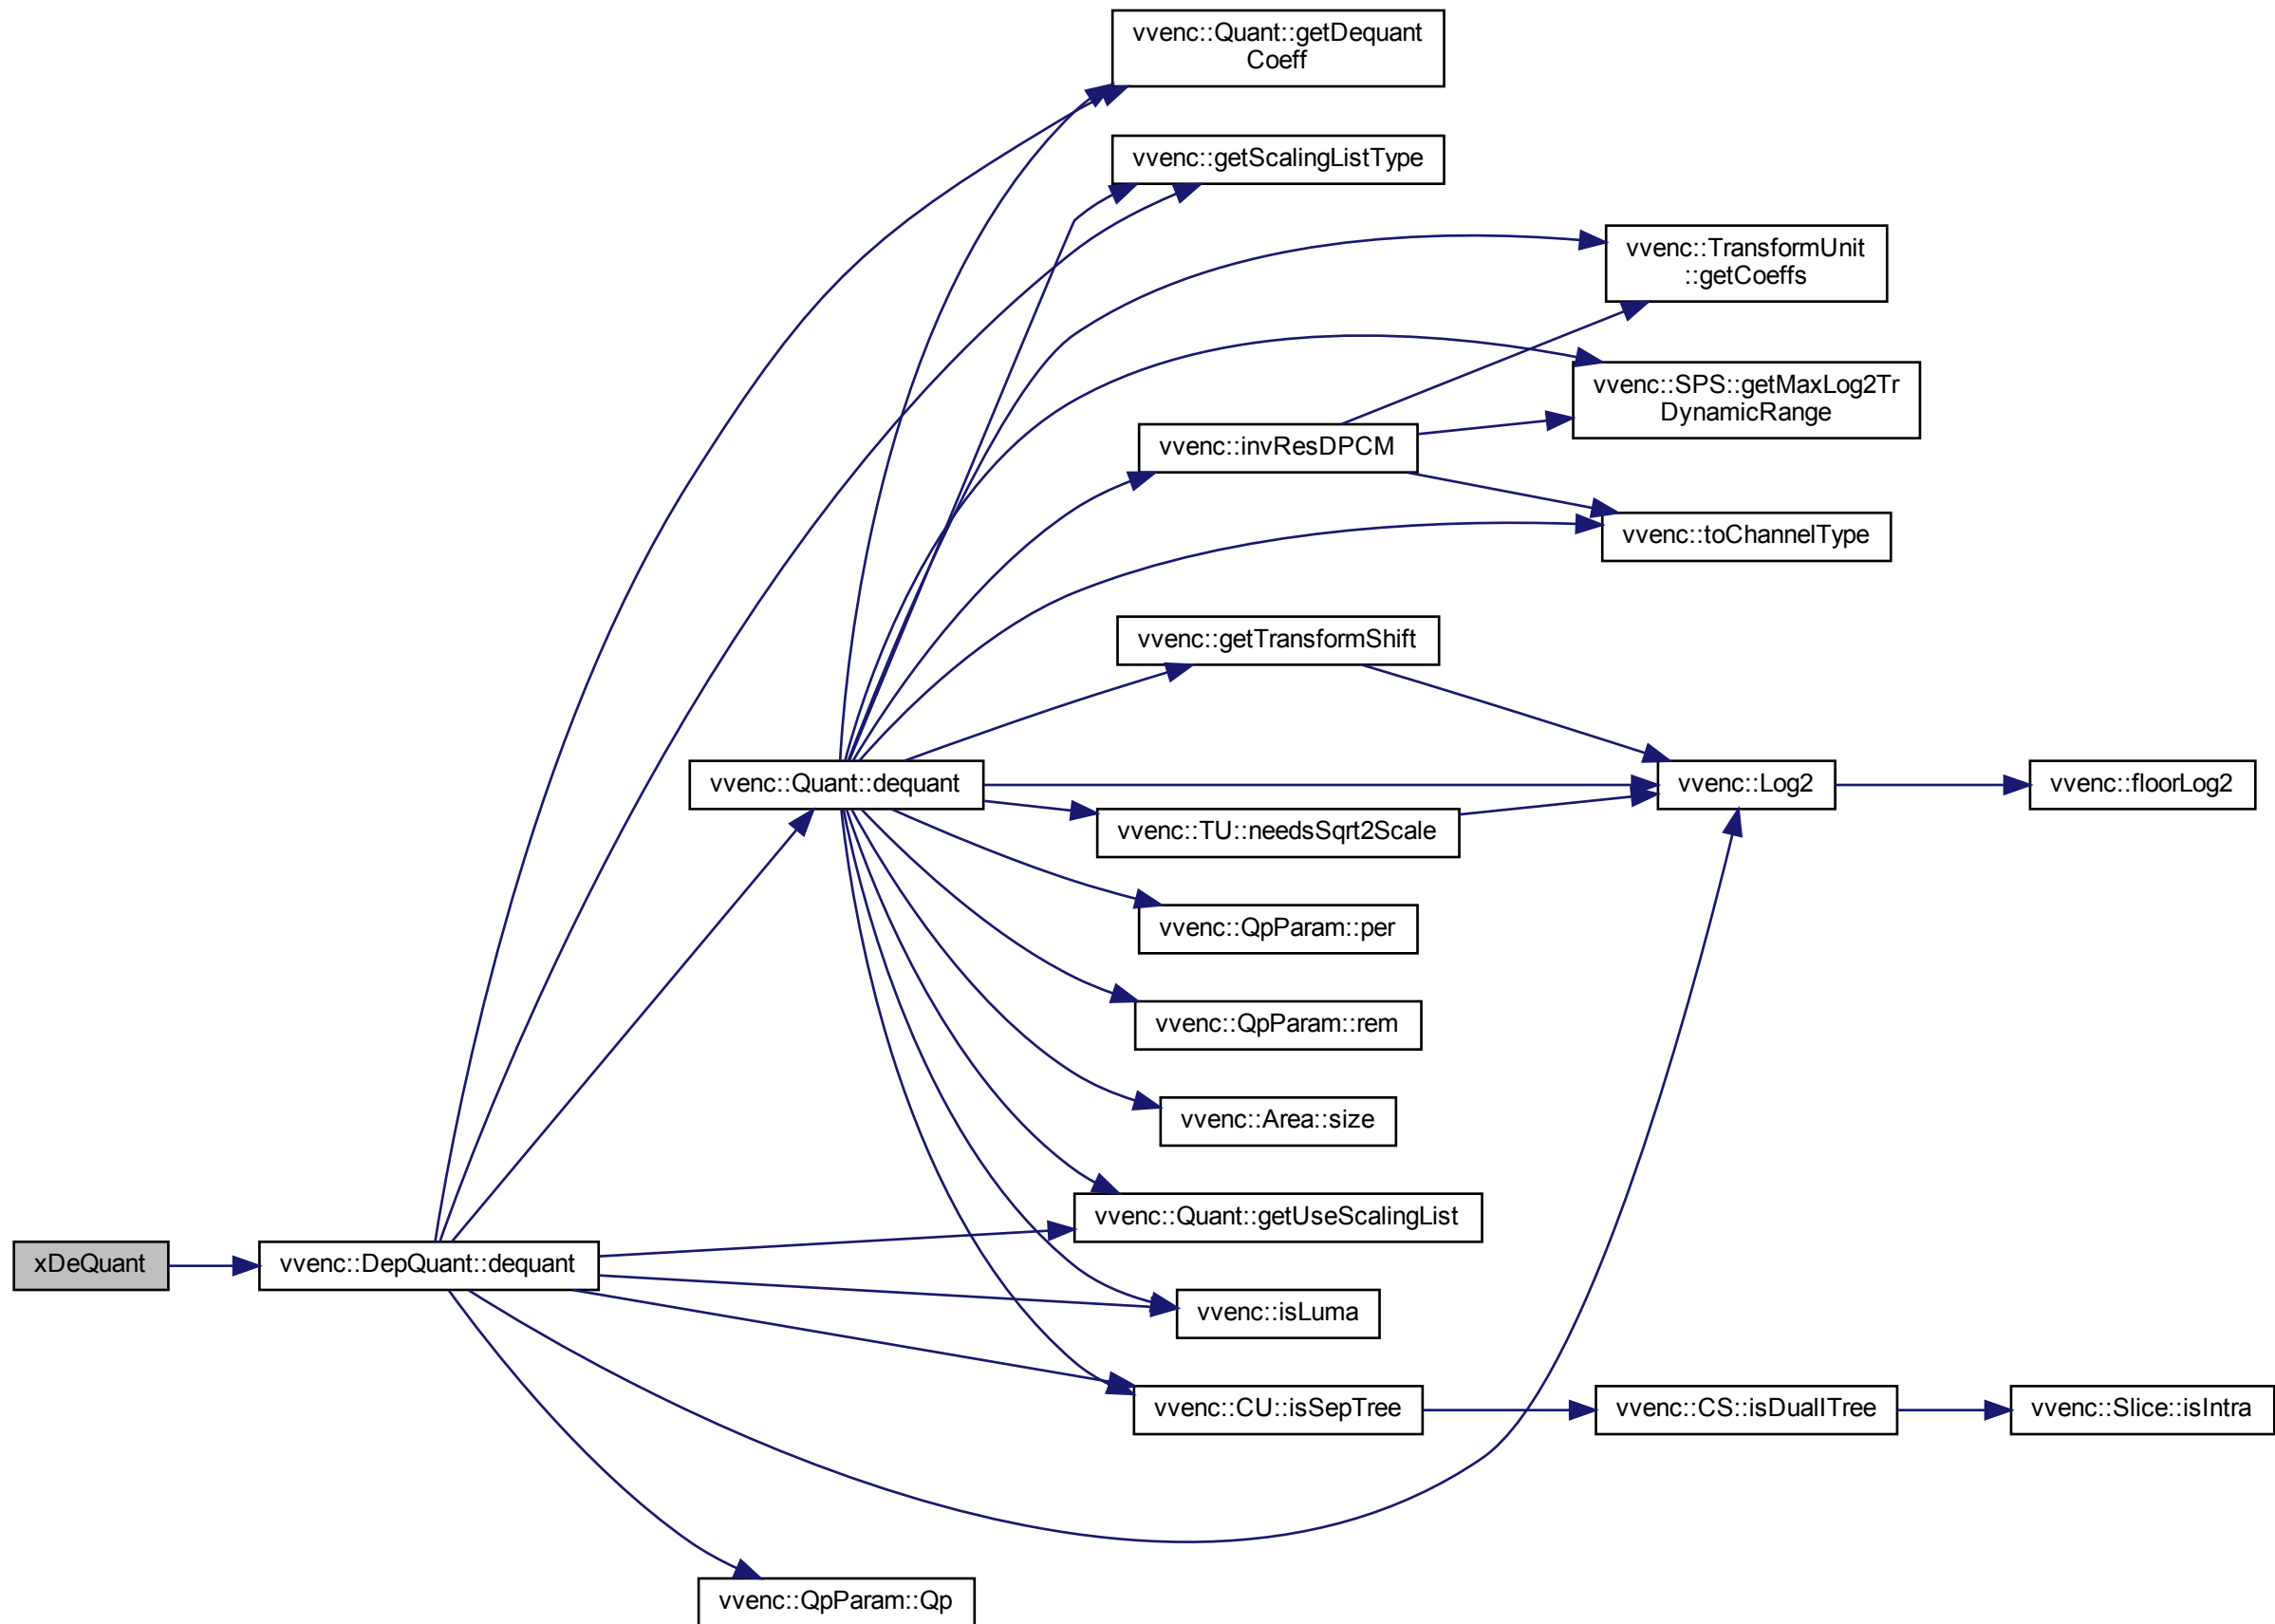 vvenc::Quant::getDequant
Coeff
vvenc::getScalingListType
vvenc::TransformUnit
::getCoeffs
vvenc::SPS::getMaxLog2Tr
DynamicRange
vvenc::invResDPCM
vvenc::toChannelType
vvenc::getTransformShift
vvenc::Quant::dequant
vvenc::Log2
vvenc::floorLog2
vvenc::TU::needsSqrt2Scale
vvenc::QpParam::per
vvenc::QpParam::rem
vvenc::Area::size
vvenc::Quant::getUseScalingList
xDeQuant
vvenc::DepQuant::dequant
vvenc::isLuma
vvenc::CU::isSepTree
vvenc::CS::isDualITree
vvenc::Slice::isIntra
vvenc::QpParam::Qp